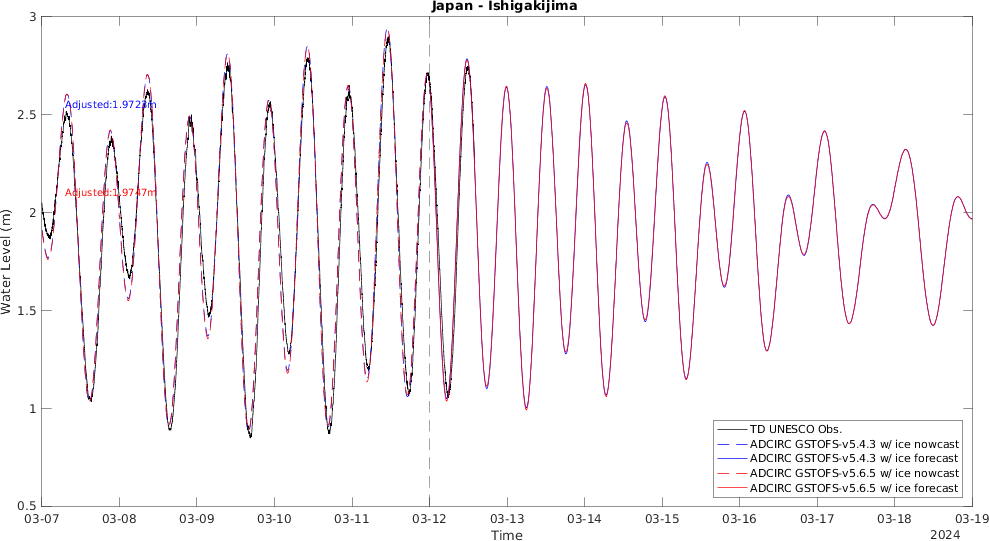 Japan - Ishigakijima
3
2.5
2
1.5
1
0.5
Water Level (m)
Adjusted:1.9723m
Adjusted:1.9747m
TD UNESCO Obs.
ADCIRC GSTOFS-v5.4.3 w/ ice nowcast
ADCIRC GSTOFS-v5.4.3 w/ ice forecast
ADCIRC GSTOFS-v5.6.5 w/ ice nowcast
ADCIRC GSTOFS-v5.6.5 w/ ice forecast
03-07 03-08 03-09 03-10 03-11 03-12 03-13 03-14 03-15 03-16 03-17 03-18 03-19
Time
2024